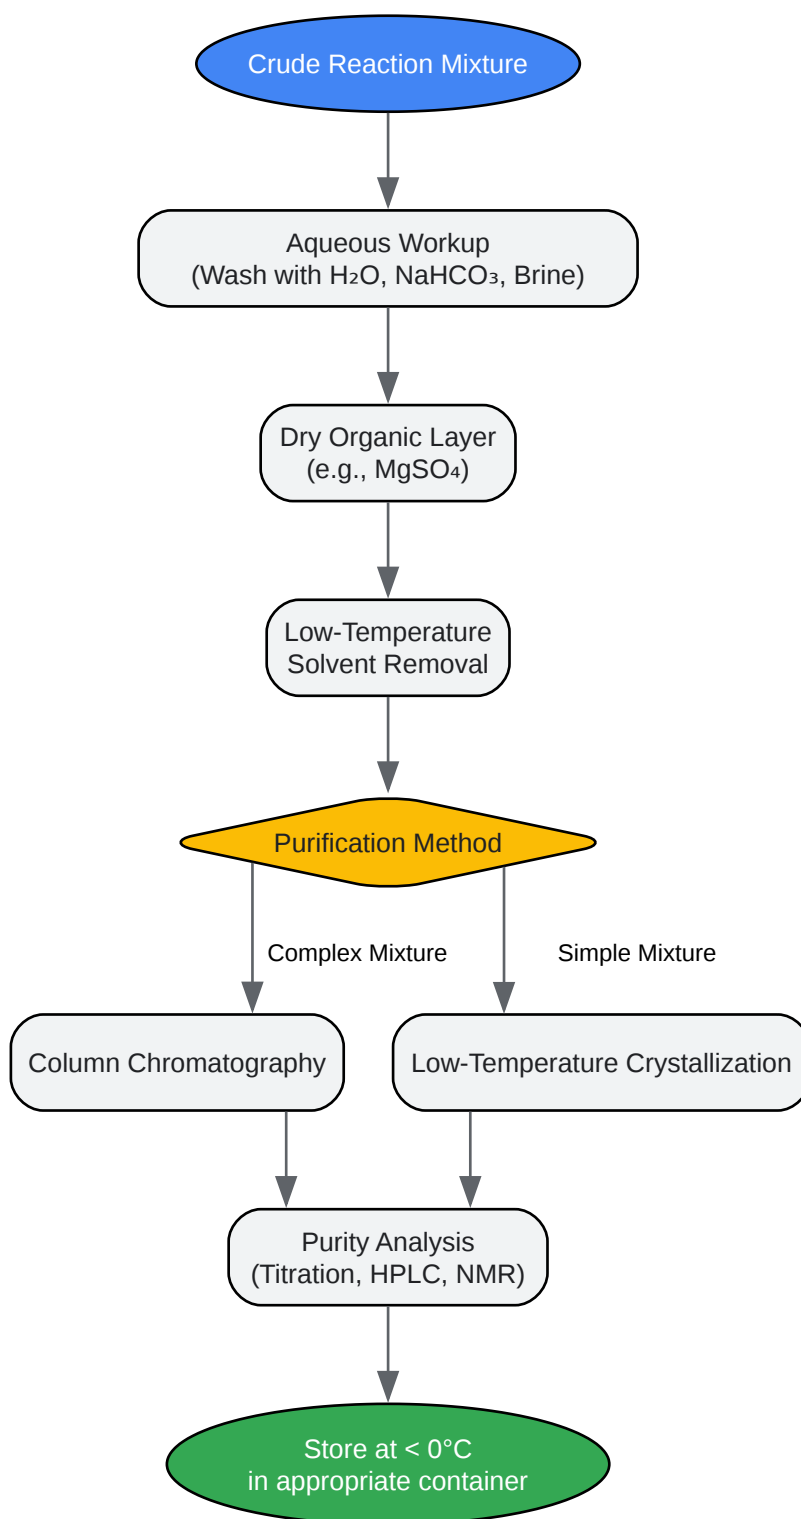 Crude Reaction Mixture
Aqueous Workup
(Wash with H₂O, NaHCO₃, Brine)
Dry Organic Layer
(e.g., MgSO₄)
Low-Temperature
Solvent Removal
Purification Method
Complex Mixture
Simple Mixture
Column Chromatography
Low-Temperature Crystallization
Purity Analysis
(Titration, HPLC, NMR)
Store at < 0°C
in appropriate container